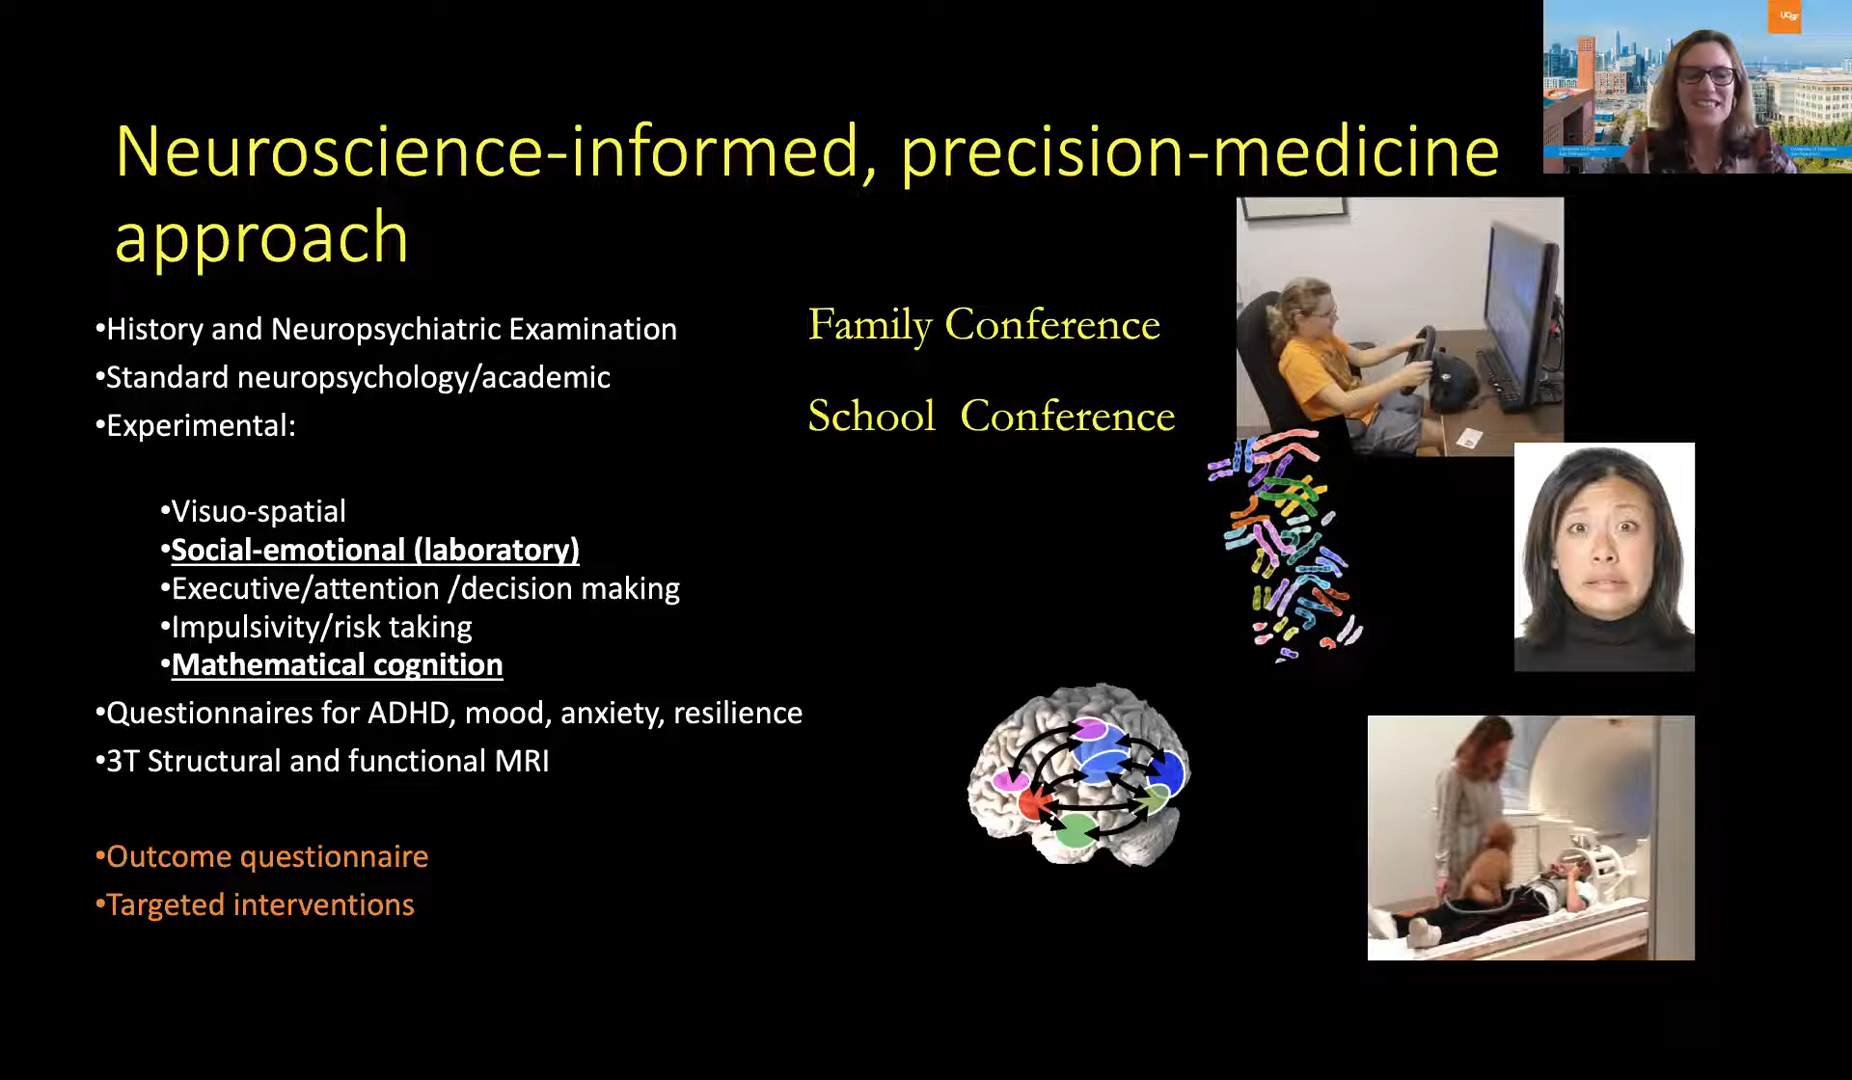 UCSF
Neuroscience-informed, precision-medicine
approach
•History and Neuropsychiatric Examination
•Standard neuropsychology/academic
•Experimental:
•Visuo-spatial
•Social-emotional (laboratory)
•Executive/attention /decision making
•Impulsivity/risk taking
•Mathematical cognition
•Questionnaires for ADHD, mood, anxiety, resilience
•3T Structural and functional MRI
•Outcome questionnaire
•Targeted interventions
Family Conference
School Conference